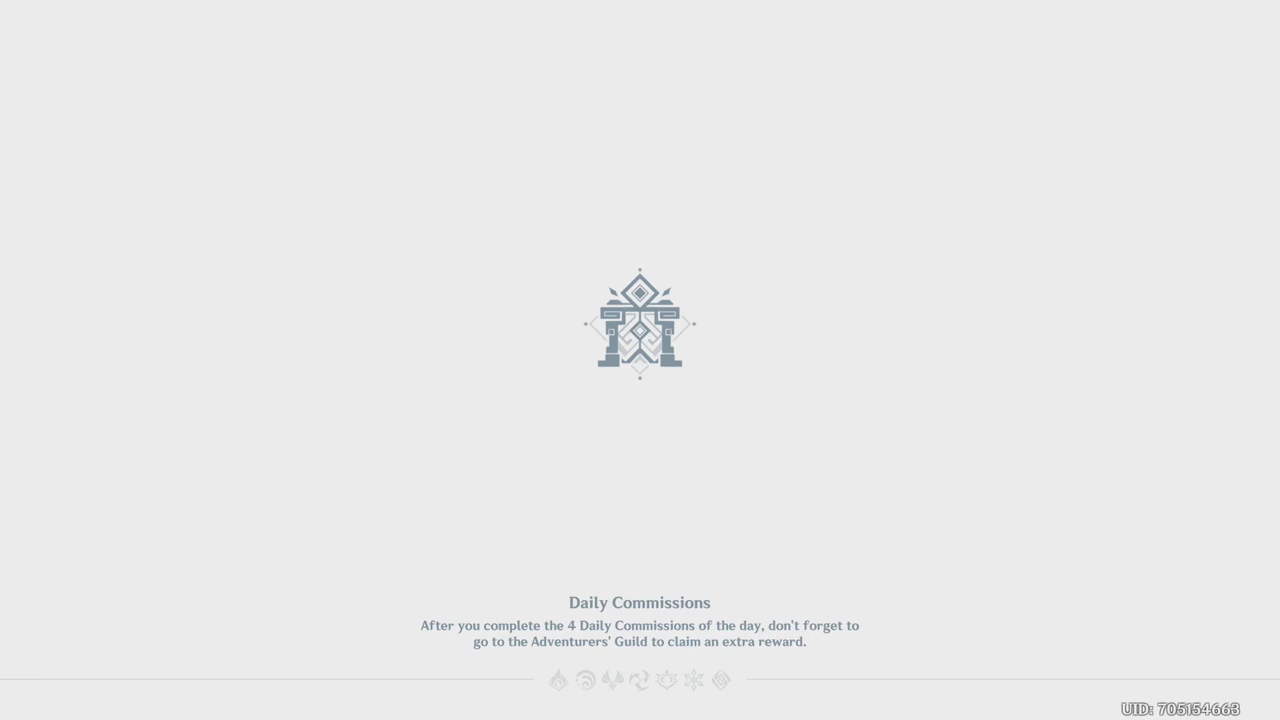 Daily Commissions
After you complete the 4 Daily Commissions of the day, don't forget to
go to the Adventurers' Guild to claim an extra reward.
UID: 705154663